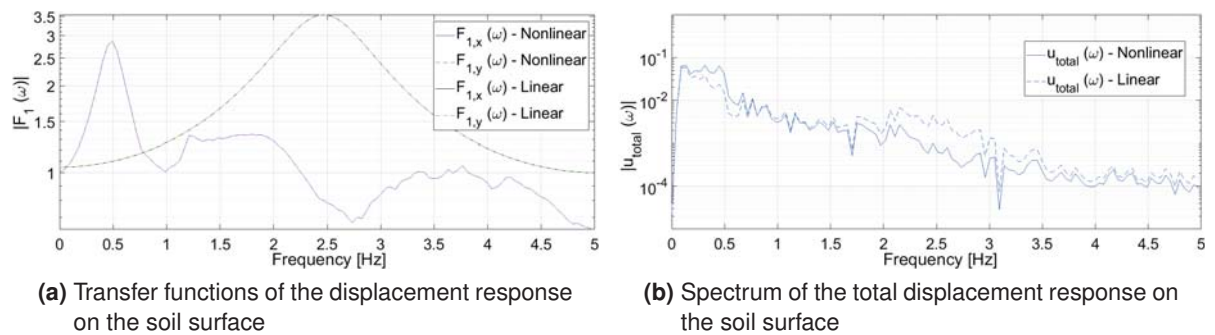 3.5
3
2.5
2
1.5
1
|F₁ (ω)|
0 0.5 1 1.5 2 2.5 3 3.5 4 4.5 5
Frequency [Hz]
F₁,ₓ (ω) - Nonlinear
F₁,y (ω) - Nonlinear
F₁,ₓ (ω) - Linear
F₁,y (ω) - Linear
(a) Transfer functions of the displacement response
on the soil surface
10⁻¹
10⁻²
10⁻⁴
|u_total (ω)|
0 0.5 1 1.5 2 2.5 3 3.5 4 4.5 5
Frequency [Hz]
u_total (ω) - Nonlinear
u_total (ω) - Linear
(b) Spectrum of the total displacement response on
the soil surface